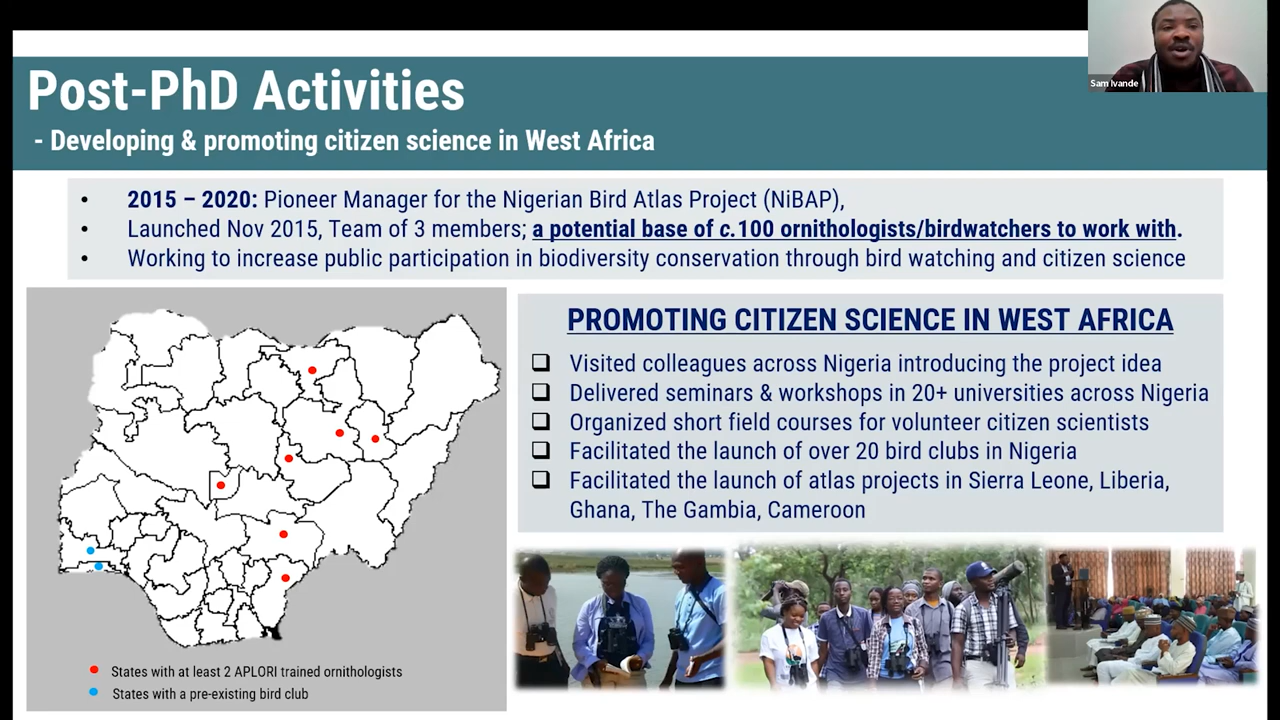 Sam Ivande
Post-PhD Activities
- Developing & promoting citizen science in West Africa
• 2015 – 2020: Pioneer Manager for the Nigerian Bird Atlas Project (NiBAP),
• Launched Nov 2015, Team of 3 members; a potential base of c.100 ornithologists/birdwatchers to work with.
• Working to increase public participation in biodiversity conservation through bird watching and citizen science
PROMOTING CITIZEN SCIENCE IN WEST AFRICA
❑ Visited colleagues across Nigeria introducing the project idea
❑ Delivered seminars & workshops in 20+ universities across Nigeria
❑ Organized short field courses for volunteer citizen scientists
❑ Facilitated the launch of over 20 bird clubs in Nigeria
❑ Facilitated the launch of atlas projects in Sierra Leone, Liberia,
Ghana, The Gambia, Cameroon
States with at least 2 APLORI trained ornithologists
States with a pre-existing bird club